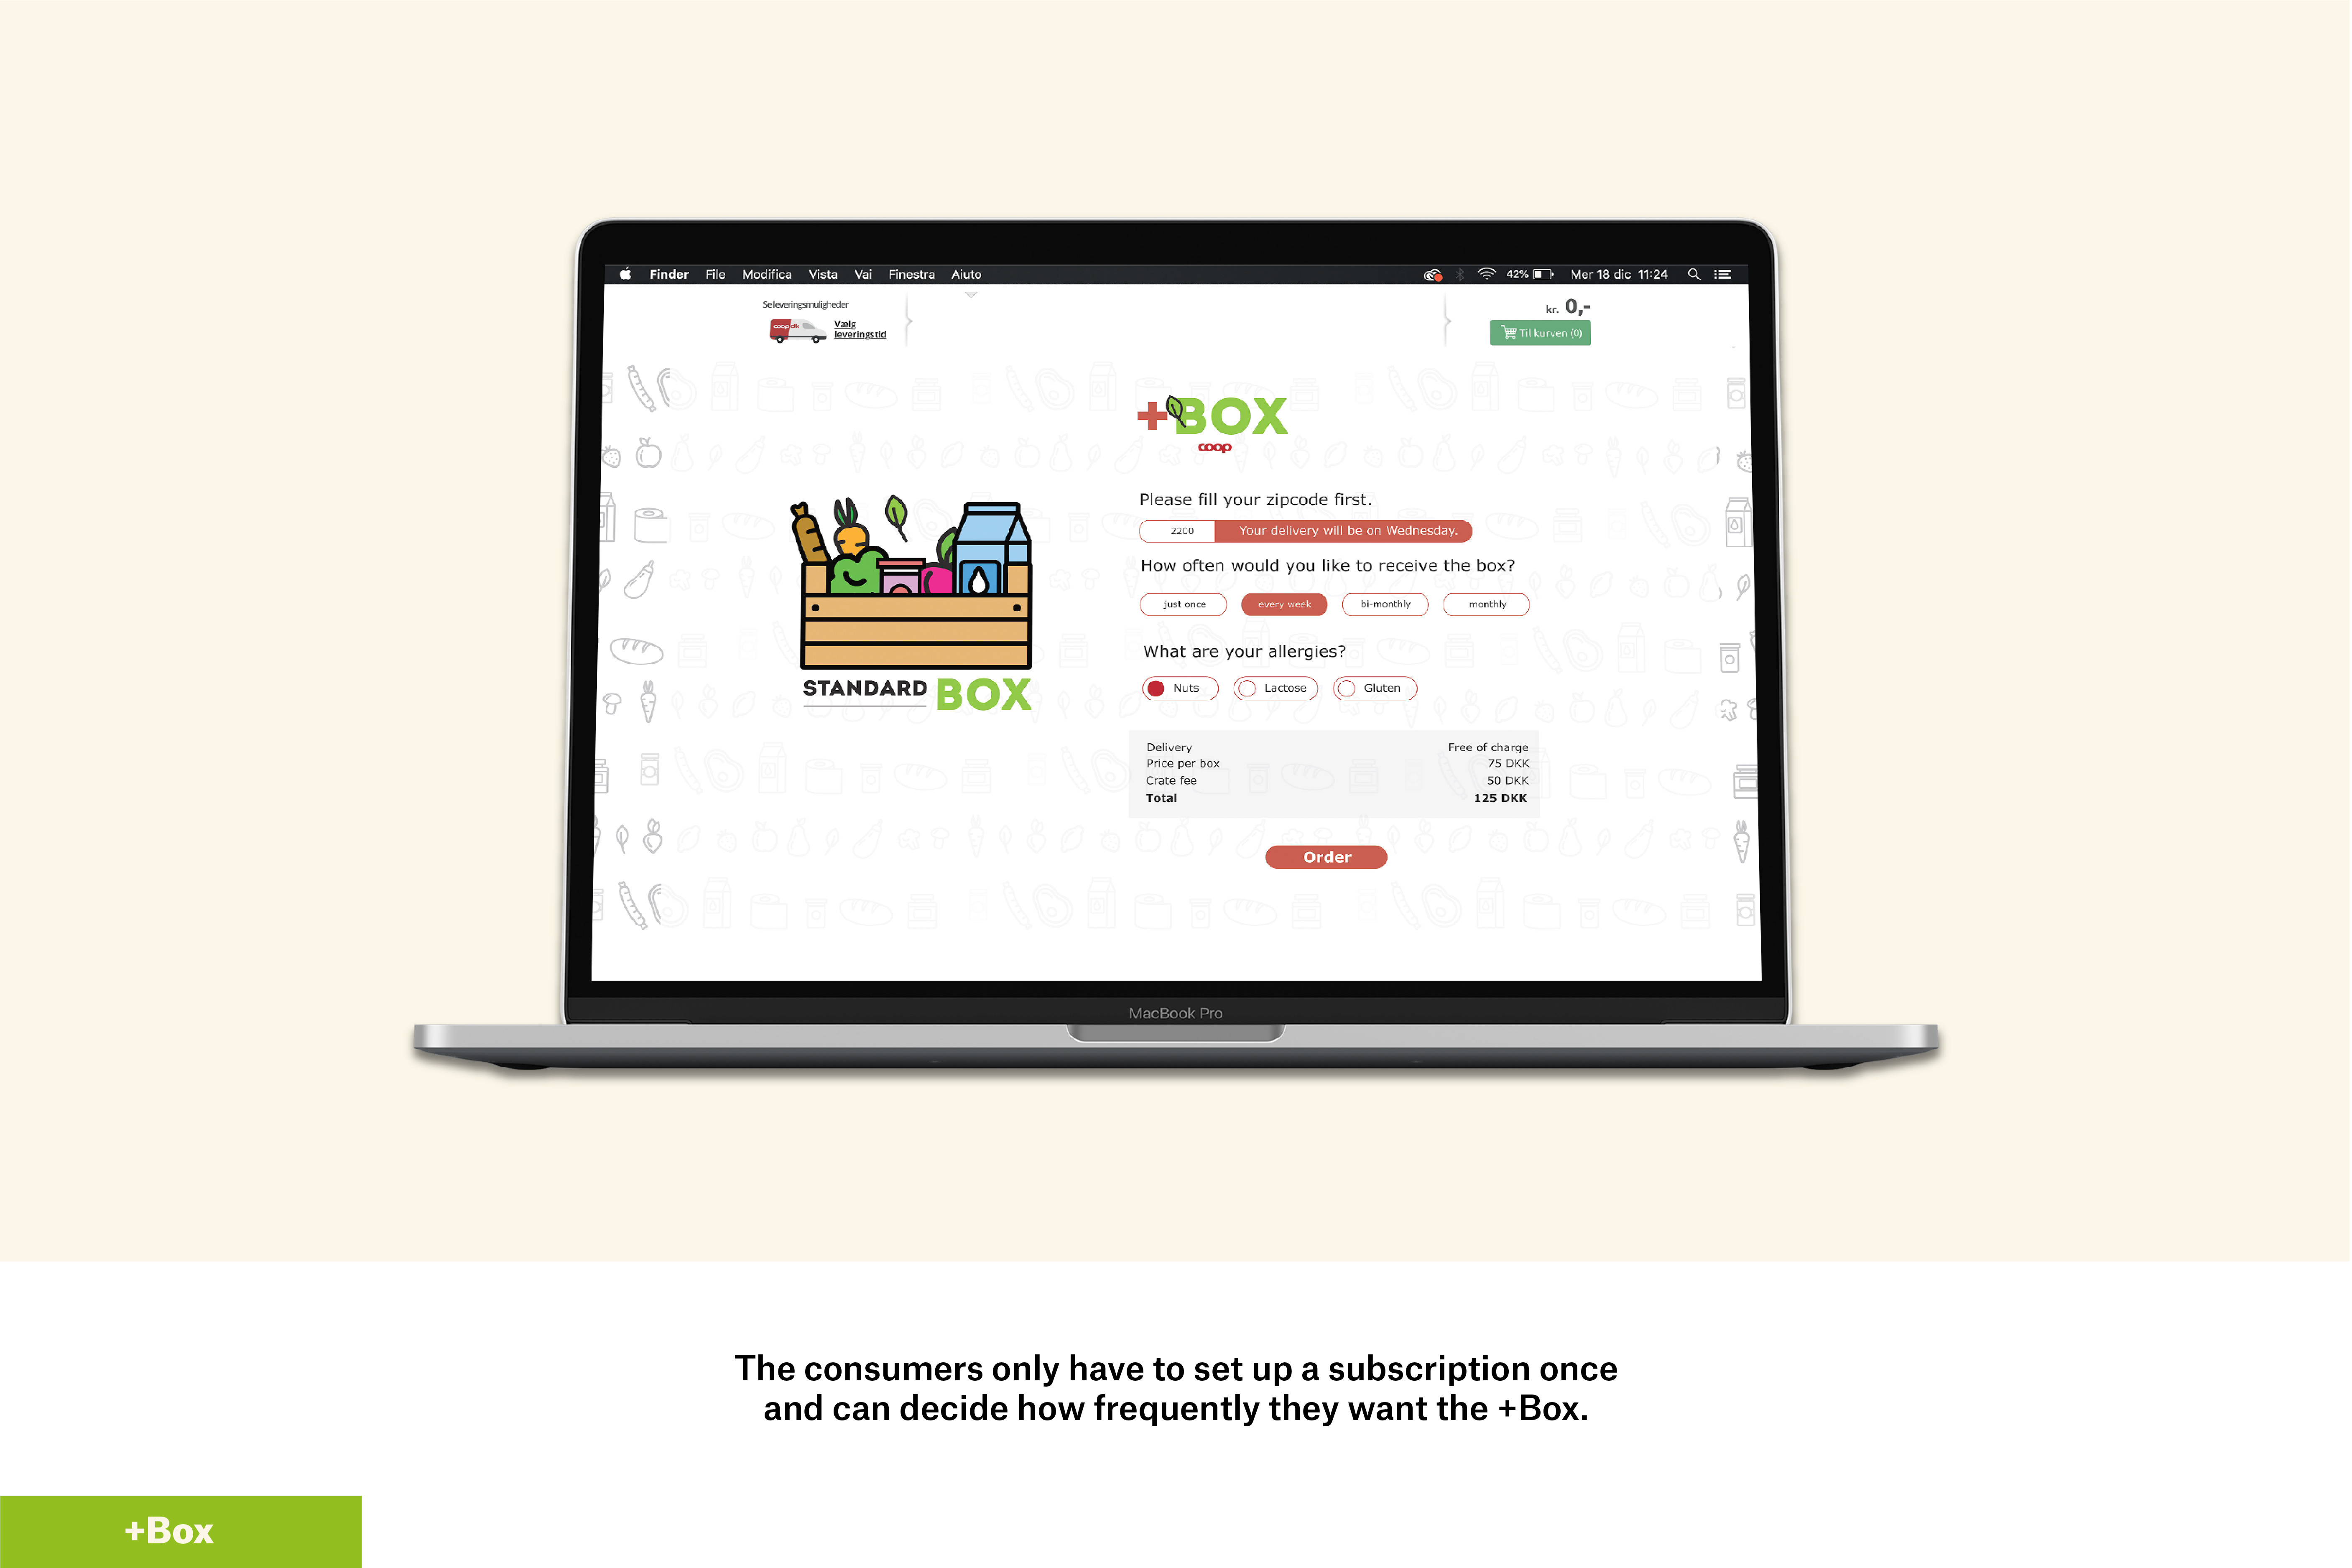 Finder File Modifica Vista Vai Finestra Aiuto 42% Mer 18 dic 11:24
Se leveringsmuligheder
coop.dk
Vælg
leveringstid
kr. 0,-
Til kurven (0)
+BOX
coop
Please fill your zipcode first.
2200 Your delivery will be on Wednesday.
How often would you like to receive the box?
just once every week bi-monthly monthly
What are your allergies?
Nuts Lactose Gluten
STANDARD BOX
Delivery Free of charge
Price per box 75 DKK
Crate fee 50 DKK
Total 125 DKK
Order
MacBook Pro
The consumers only have to set up a subscription once
and can decide how frequently they want the +Box.
+Box